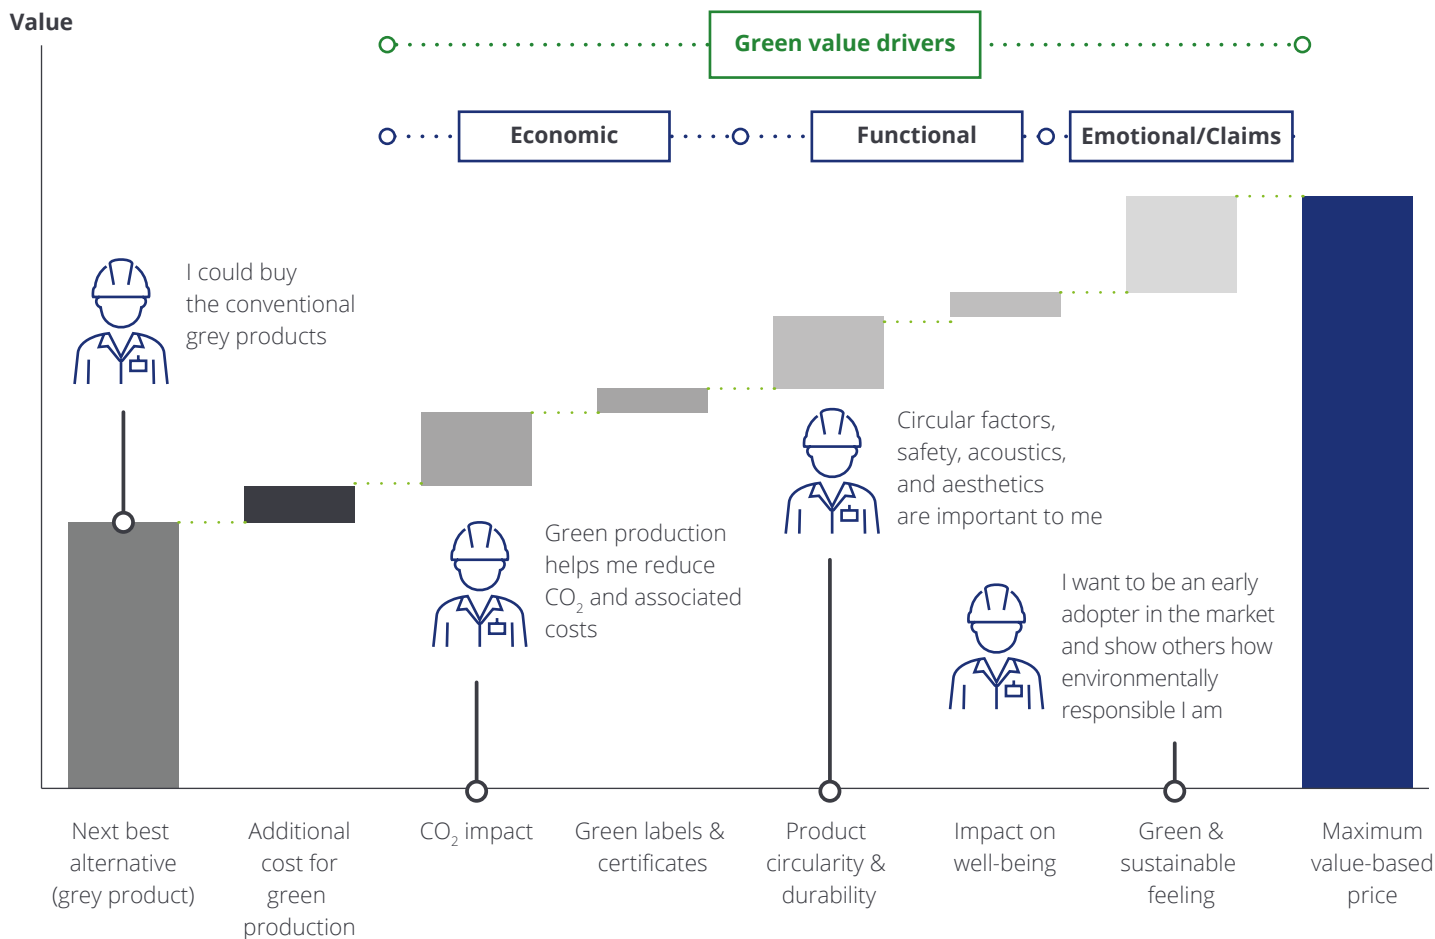 Value
Green value drivers
Economic
Functional
Emotional/Claims
I could buy
the conventional
grey products
Green production
helps me reduce
CO₂ and associated
costs
Circular factors,
safety, acoustics,
and aesthetics
are important to me
I want to be an early
adopter in the market
and show others how
environmentally
responsible I am
Next best
alternative
(grey product)
Additional
cost for
green
production
CO₂ impact
Green labels &
certificates
Product
circularity &
durability
Impact on
well-being
Green &
sustainable
feeling
Maximum
value-based
price